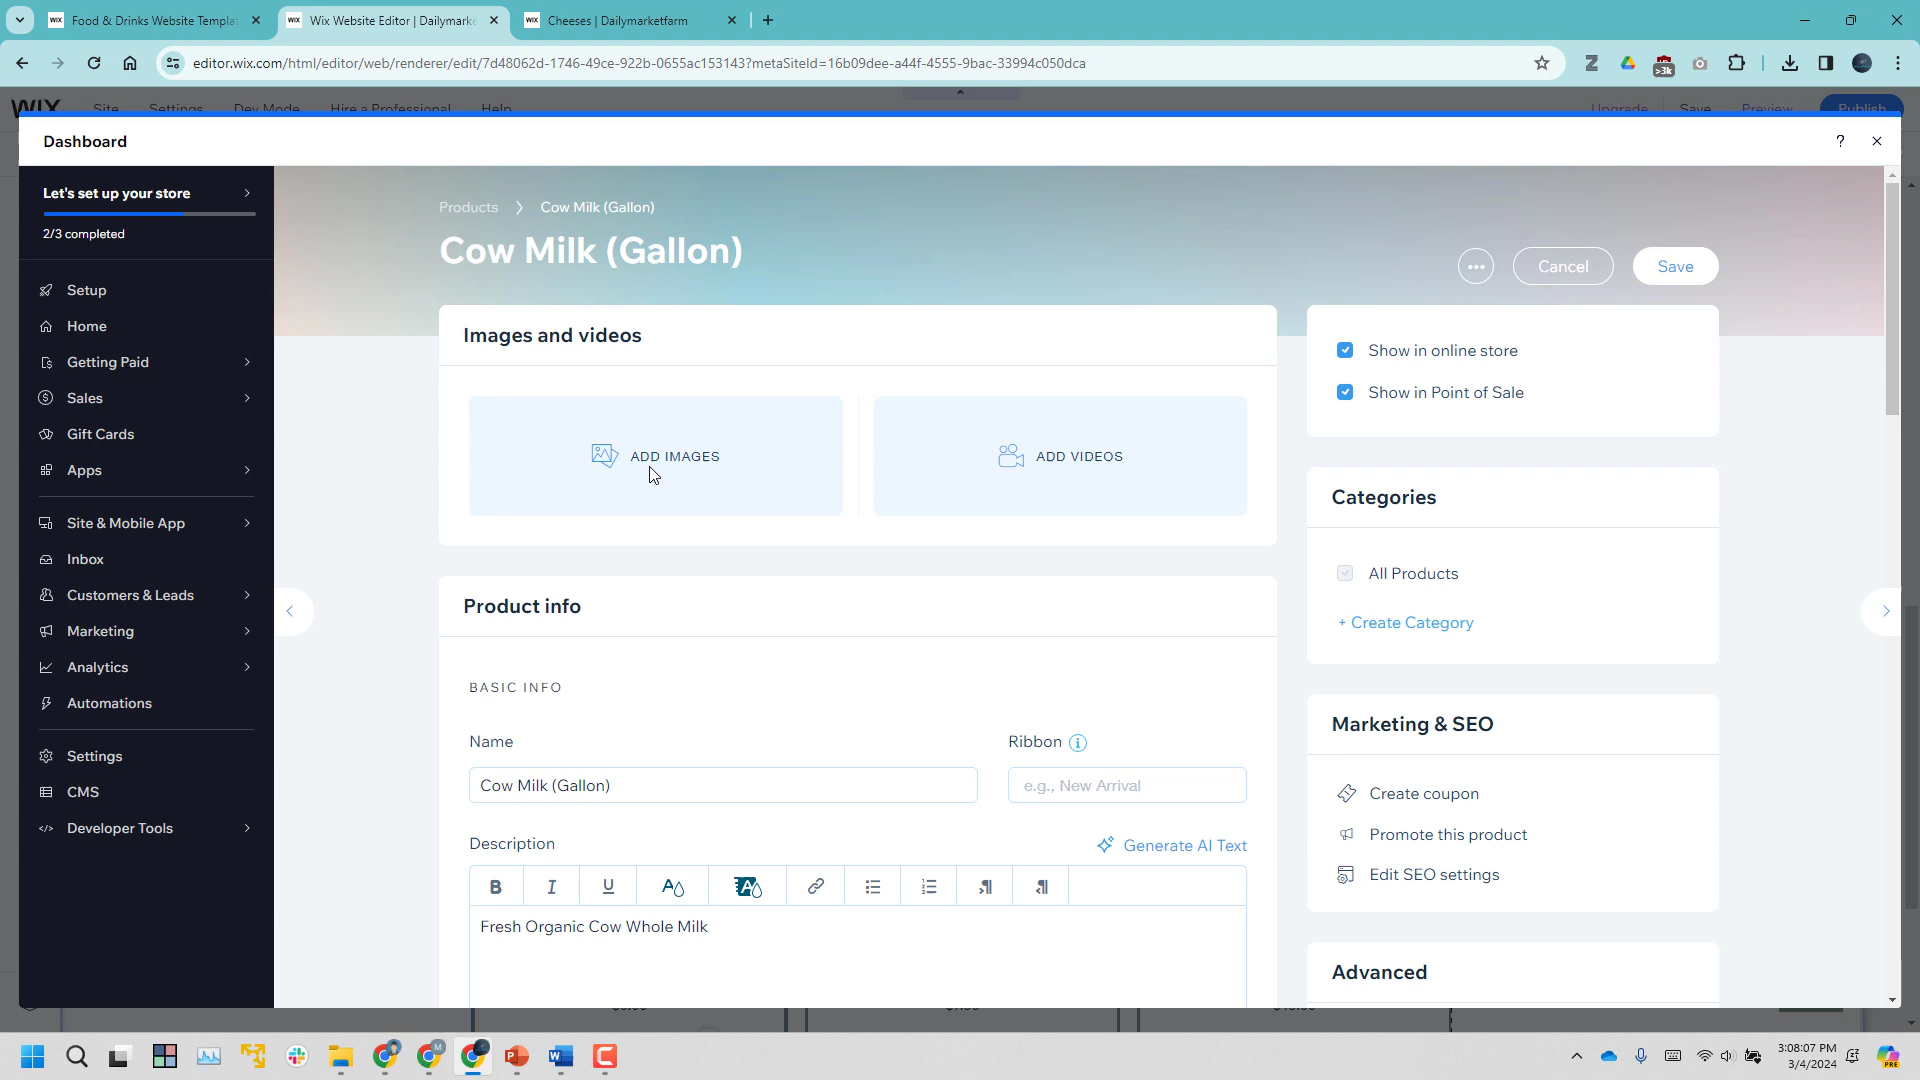 WIX Food & Drinks Website Templa
WIX Wix Website Editor | Dailymarke
WIX Cheeses | Dailymarketfarm
editor.wix.com/html/editor/web/renderer/edit/7d48062d-1746-49ce-922b-0655ac153143?metaSiteId=16b09dee-a44f-4555-9bac-33994c050dca
>3k
WIX Site Settings Dev Mode Hire a Professional Help Upgrade Save Preview Publish
Dashboard
?
Let's set up your store
2/3 completed
Setup
Home
Getting Paid
Sales
Gift Cards
Apps
Site & Mobile App
Inbox
Customers & Leads
Marketing
Analytics
Automations
Settings
CMS
Developer Tools
Products > Cow Milk (Gallon)
Cow Milk (Gallon)
Cancel
Save
Images and videos
ADD IMAGES
ADD VIDEOS
Product info
BASIC INFO
Name
Ribbon
Cow Milk (Gallon)
e.g., New Arrival
Description
Generate AI Text
B I U
Fresh Organic Cow Whole Milk
Show in online store
Show in Point of Sale
Categories
All Products
+ Create Category
Marketing & SEO
Create coupon
Promote this product
Edit SEO settings
Advanced
3:08:07 PM
3/4/2024